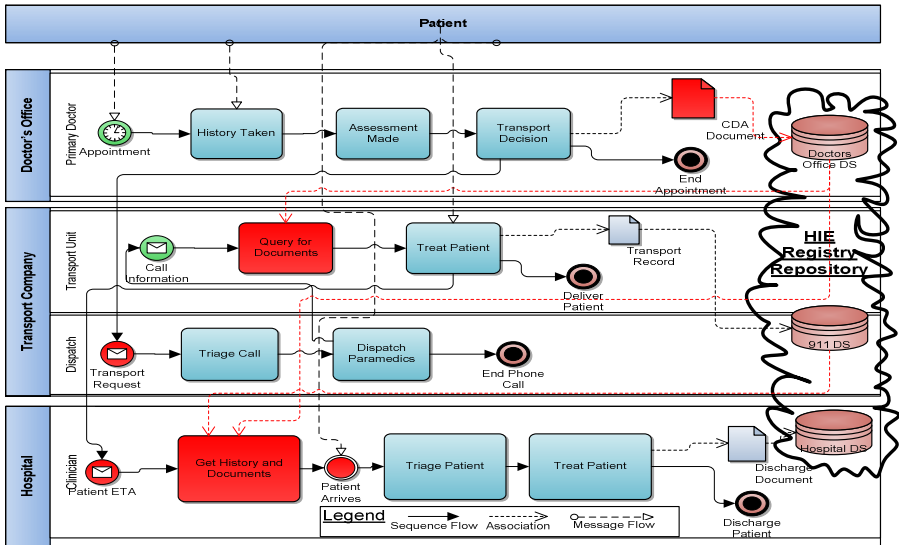 Patient
Doctor's Office
Primary Doctor
Appointment
History Taken
Assessment
Made
Transport
Decision
CDA
Document
Doctors
Office DS
End
Appointment
Transport Company
Transport Unit
Call
Information
Query for
Documents
Treat Patient
Transport
Record
Deliver
Patient
HIE
Registry
Repository
Dispatch
Transport
Request
Triage Call
Dispatch
Paramedics
End Phone
Call
911 DS
Hospital
Clinician
Patient ETA
Get History and
Documents
Patient
Arrives
Triage Patient
Treat Patient
Discharge
Document
Hospital DS
Discharge
Patient
Legend
Sequence Flow
Association
Message Flow